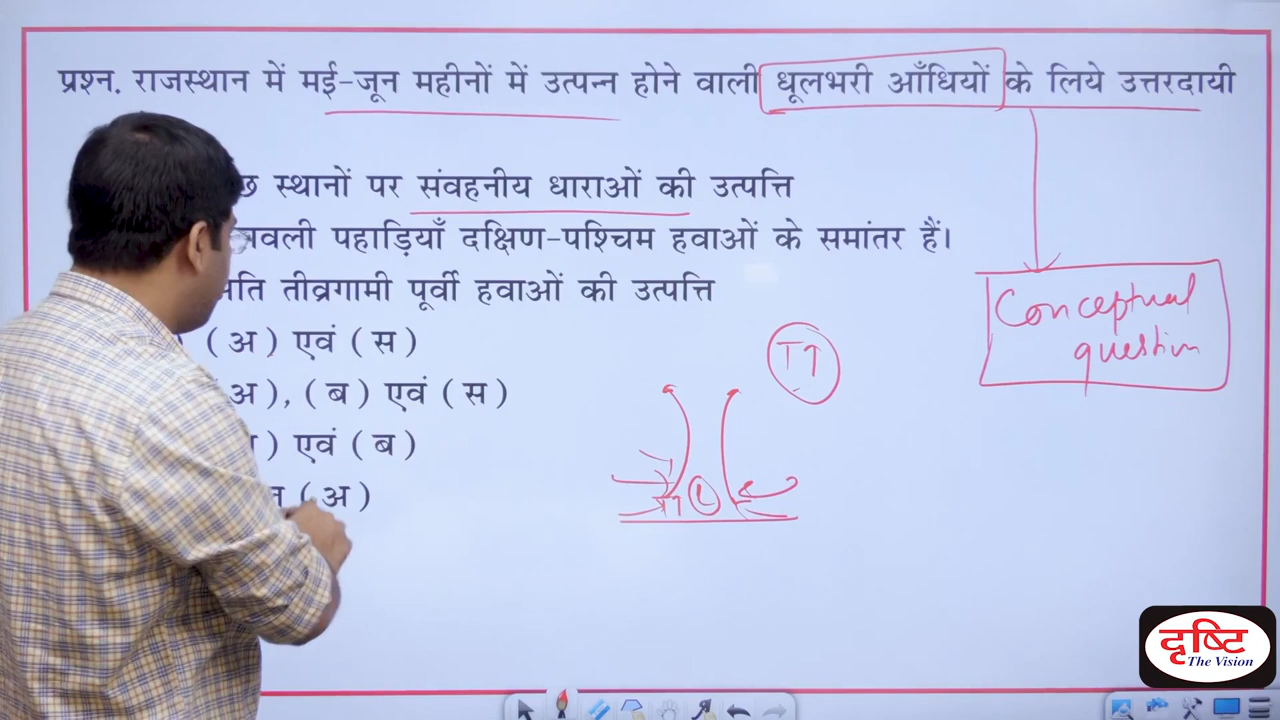 प्रश्न. राजस्थान में मई-जून महीनों में उत्पन्न होने वाली धूलभरी आँधियों के लिये उत्तरदायी
स्थानों पर संवहनीय धाराओं की उत्पत्ति
पहाड़ियाँ दक्षिण-पश्चिम हवाओं के समांतर हैं।
तीव्रगामी पूर्वी हवाओं की उत्पत्ति
(अ) एवं (स)
(ब) एवं (स)
एवं (ब)
(अ)
T↑
L
Conceptual
question
दृष्टि
The Vision